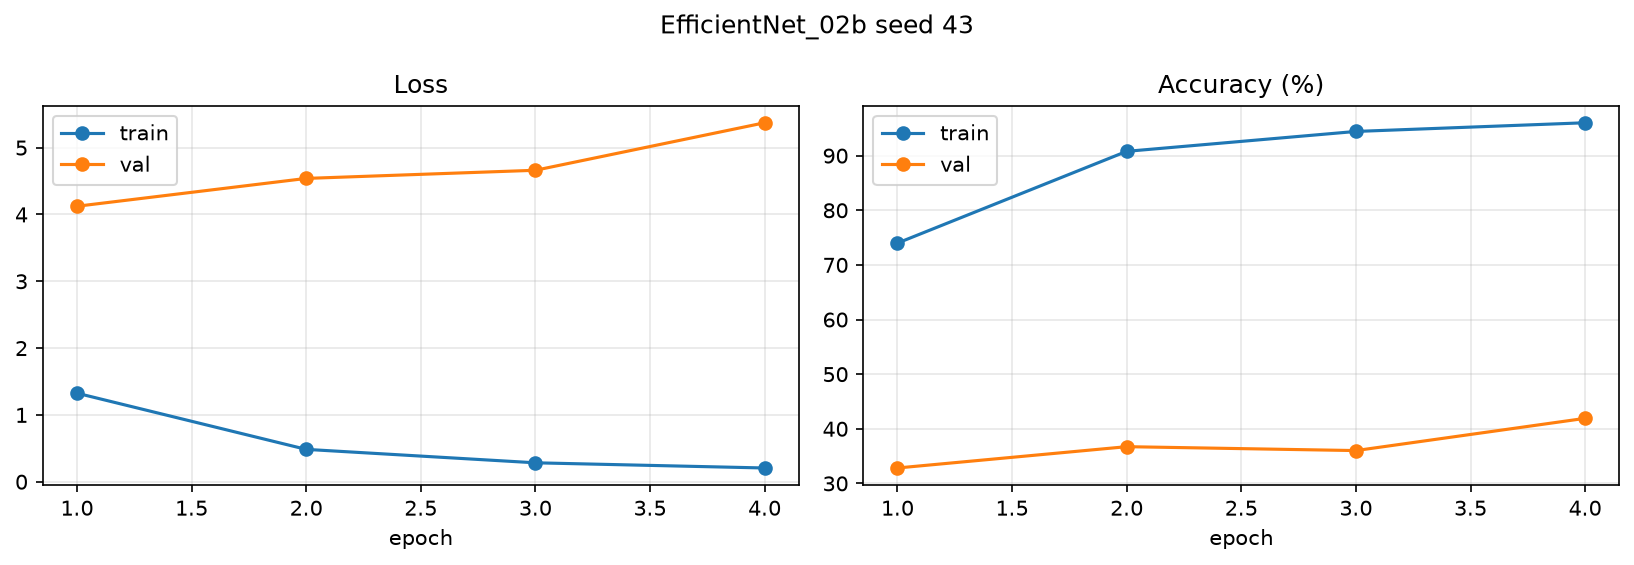 EfficientNet_02b seed 43
Loss
train
val
5
4
3
2
1
0
1.0 1.5 2.0 2.5 3.0 3.5 4.0
epoch
Accuracy (%)
train
val
90
80
70
60
50
40
30
1.0 1.5 2.0 2.5 3.0 3.5 4.0
epoch